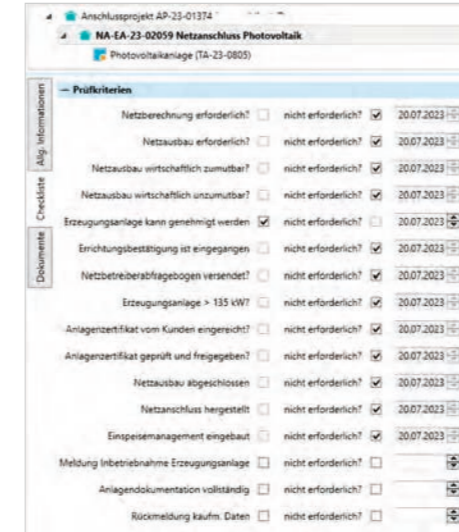 Anschlussprojekt AP-23-01374
NA-EA-23-02059 Netzanschluss Photovoltaik
Photovoltaikanlage (TA-23-0805)
Allg. Informationen
Checkliste
Dokumente
Prüfkriterien
Netzberechnung erforderlich? nicht erforderlich? 20.07.2023
Netzausbau erforderlich? nicht erforderlich? 20.07.2023
Netzausbau wirtschaftlich zumutbar? nicht erforderlich? 20.07.2023
Netzausbau wirtschaftlich unzumutbar? nicht erforderlich? 20.07.2023
Erzeugungsanlage kann genehmigt werden nicht erforderlich? 20.07.2023
Errichtungsbestätigung ist eingegangen nicht erforderlich? 20.07.2023
Netzbetreiberabfragebogen versendet? nicht erforderlich? 20.07.2023
Erzeugungsanlage > 135 kW? nicht erforderlich? 20.07.2023
Anlagenzertifikat vom Kunden eingereicht? nicht erforderlich? 20.07.2023
Anlagenzertifikat geprüft und freigegeben? nicht erforderlich? 20.07.2023
Netzausbau abgeschlossen nicht erforderlich? 20.07.2023
Netzanschluss hergestellt nicht erforderlich? 20.07.2023
Einspeisemanagement eingebaut nicht erforderlich? 20.07.2023
Meldung Inbetriebnahme Erzeugungsanlage nicht erforderlich?
Anlagendokumentation vollständig nicht erforderlich?
Rückmeldung kaufm. Daten nicht erforderlich?